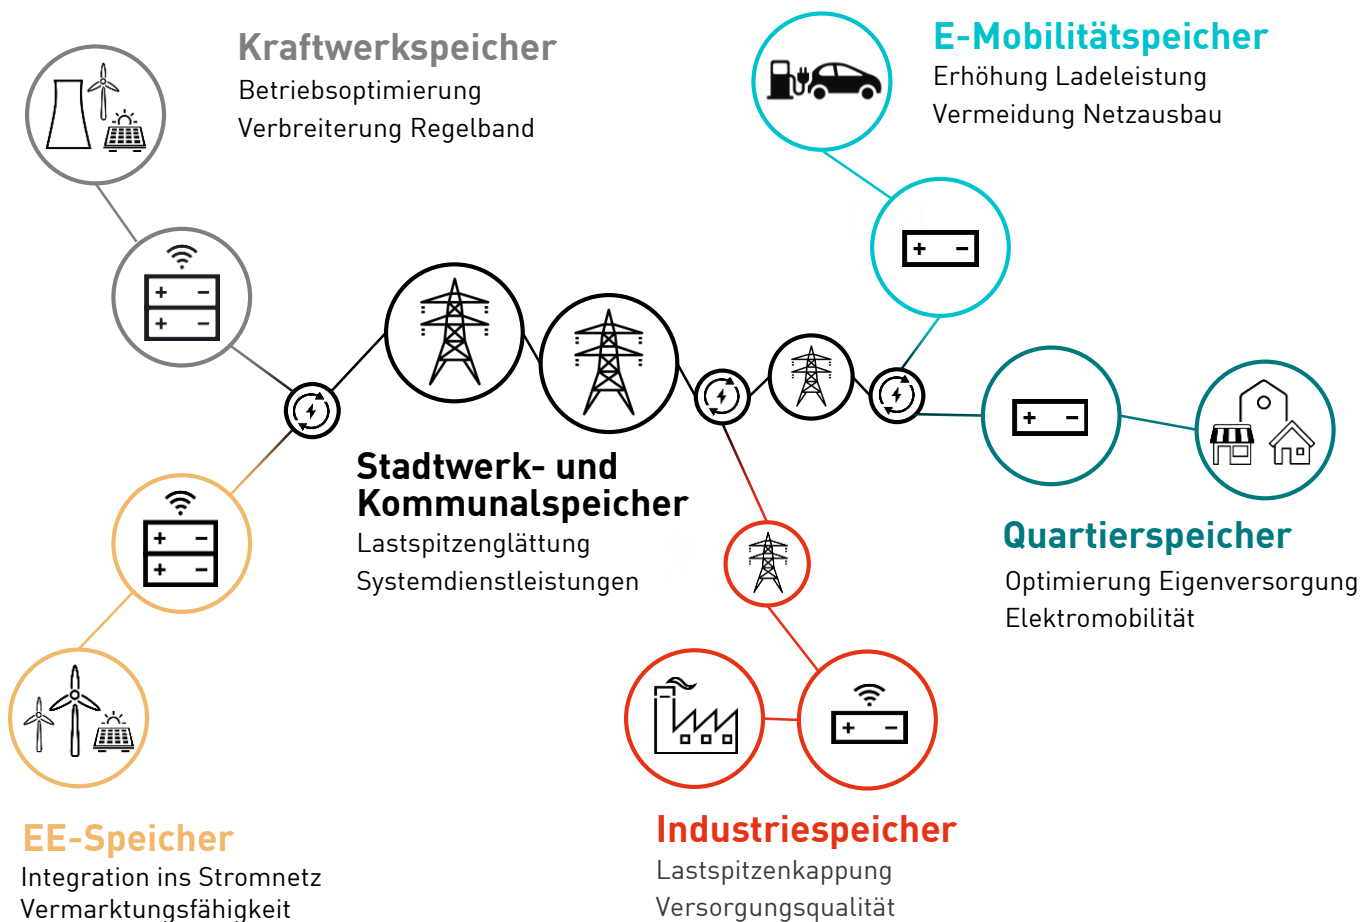 Kraftwerkspeicher
Betriebsoptimierung
Verbreiterung Regelband
E-Mobilitätspeicher
Erhöhung Ladeleistung
Vermeidung Netzausbau
Stadtwerk- und
Kommunalspeicher
Lastspitzenglättung
Systemdienstleistungen
Quartierspeicher
Optimierung Eigenversorgung
Elektromobilität
EE-Speicher
Integration ins Stromnetz
Vermarktungsfähigkeit
Industriespeicher
Lastspitzenkappung
Versorgungsqualität